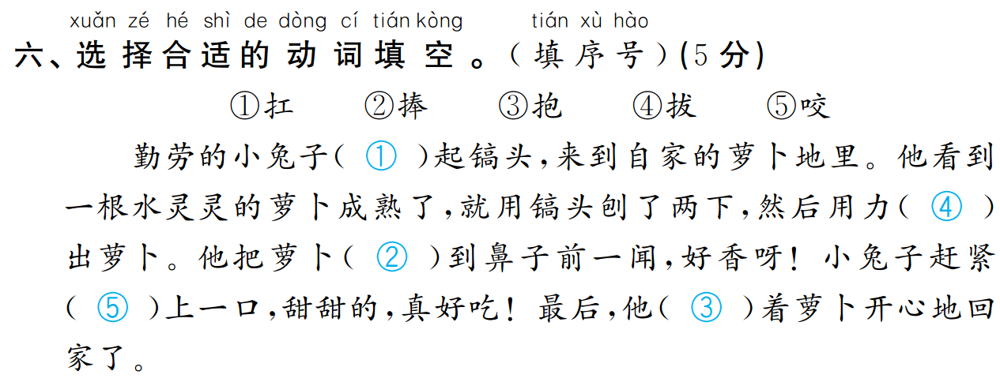 xuǎn zé hé shì de dòng cí tián kòng tián xù hào
六、选择合适的动词填空。(填序号)(5分)
①扛 ②捧 ③抱 ④拔 ⑤咬
勤劳的小兔子( ① )起镐头,来到自家的萝卜地里。他看到
一根水灵灵的萝卜成熟了,就用镐头刨了两下,然后用力( ④ )
出萝卜。他把萝卜( ② )到鼻子前一闻,好香呀! 小兔子赶紧
( ⑤ )上一口,甜甜的,真好吃! 最后,他( ③ )着萝卜开心地回
家了。